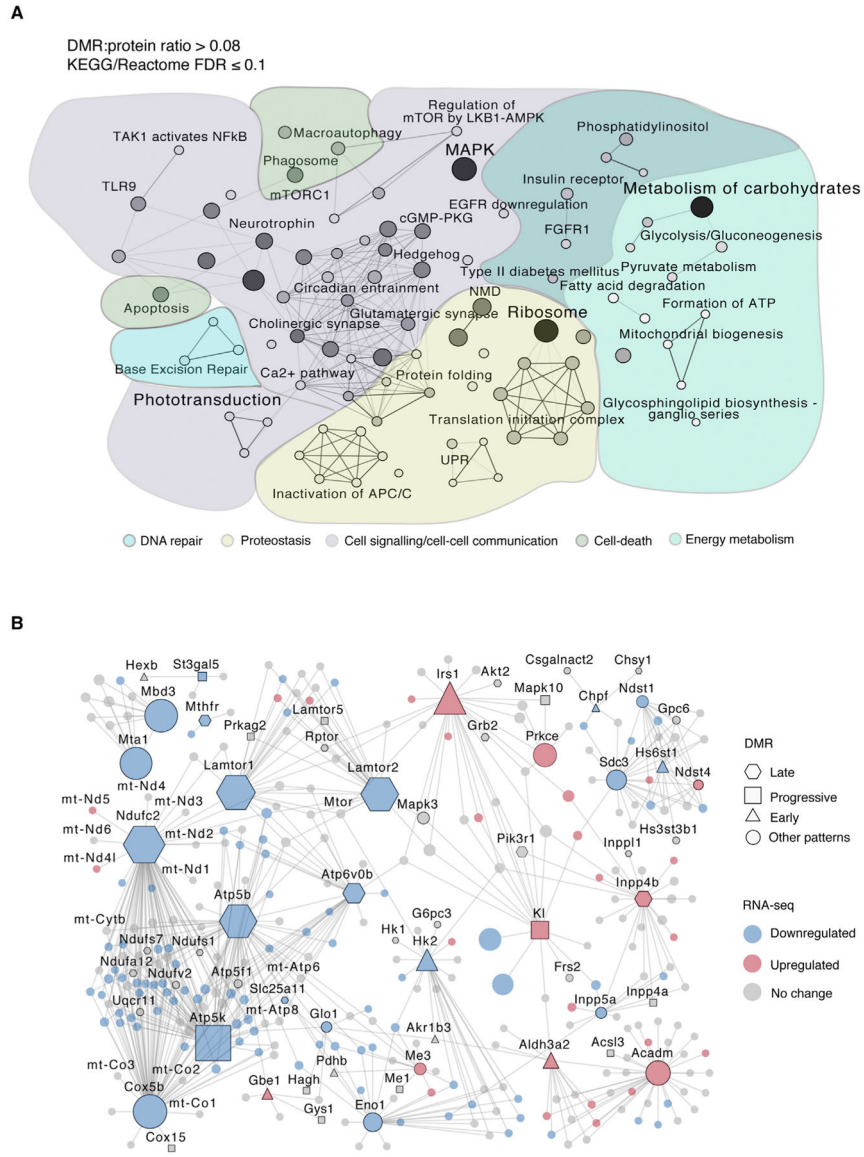 A
DMR:protein ratio > 0.08
KEGG/Reactome FDR ≤ 0.1
Regulation of
mTOR by LKB1-AMPK
TAK1 activates NFkB
Macroautophagy
Phosphatidylinositol
MAPK
Phagosome
TLR9
mTORC1
Insulin receptor
Metabolism of carbohydrates
EGFR downregulation
Neurotrophin
cGMP-PKG
FGFR1
Glycolysis/Gluconeogenesis
Hedgehog
Type II diabetes mellitus
Pyruvate metabolism
Circadian entrainment
Fatty acid degradation
NMD
Apoptosis
Formation of ATP
Glutamatergic synapse
Ribosome
Cholinergic synapse
Mitochondrial biogenesis
Base Excision Repair
Ca2+ pathway
Protein folding
Phototransduction
Glycosphingolipid biosynthesis -
ganglio series
Translation initiation complex
UPR
Inactivation of APC/C
DNA repair
Proteostasis
Cell signalling/cell-cell communication
Cell-death
Energy metabolism
B
Hexb
St3gal5
Mbd3
Mthfr
Mta1
Prkag2
Lamtor5
Rptor
Irs1
Akt2
Csgalnact2
Chsy1
Mapk10
Chpf
Ndst1
Gpc6
Grb2
Prkce
Sdc3
Hs6st1
Ndst4
DMR
Late
Progressive
Early
Other patterns
Lamtor1
Lamtor2
mt-Nd4
mt-Nd5
mt-Nd3
Ndufc2
Mtor
Mapk3
mt-Nd6
mt-Nd2
mt-Nd4l
mt-Nd1
Pik3r1
Hs3st3b1
Inppl1
Atp6v0b
Inpp4b
Atp5b
RNA-seq
Downregulated
Upregulated
No change
mt-Cytb
G6pc3
Hk1
Hk2
Kl
Ndufs7
Ndufs1
Ndufa12
Ndufv2
Atp5f1
mt-Atp6
Slc25a11
Frs2
Inpp5a
Inpp4a
Uqcr11
Atp5k
mt-Atp8
Glo1
Akr1b3
mt-Co3
mt-Co2
Pdhb
Me3
Aldh3a2
Acsl3
Acadm
Cox5b
mt-Co1
Gbe1
Hagh
Me1
Gys1
Eno1
Cox15